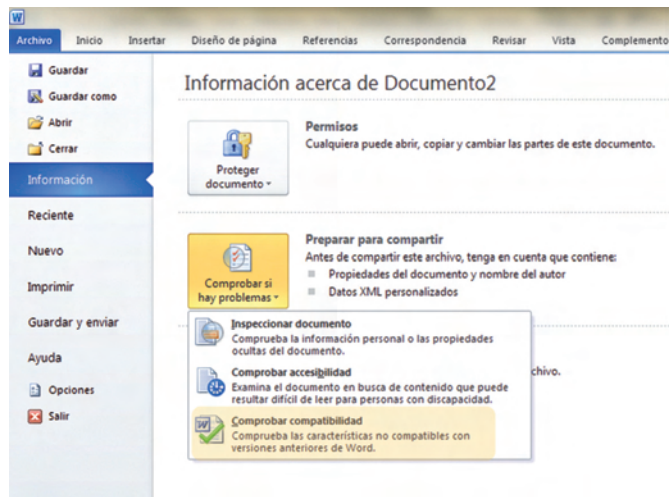 W
Archivo Inicio Insertar Diseño de página Referencias Correspondencia Revisar Vista Complemento
Guardar
Guardar como
Abrir
Cerrar
Información
Reciente
Nuevo
Imprimir
Guardar y enviar
Ayuda
Opciones
Salir
Información acerca de Documento2
Proteger
documento
Permisos
Cualquiera puede abrir, copiar y cambiar las partes de este documento.
Comprobar si
hay problemas
Preparar para compartir
Antes de compartir este archivo, tenga en cuenta que contiene:
Propiedades del documento y nombre del autor
Datos XML personalizados
Inspeccionar documento
Comprueba la información personal o las propiedades
ocultas del documento.
Comprobar accesibilidad
Examina el documento en busca de contenido que puede
resultar difícil de leer para personas con discapacidad.
W
Comprobar compatibilidad
Comprueba las características no compatibles con
versiones anteriores de Word.
chivo.